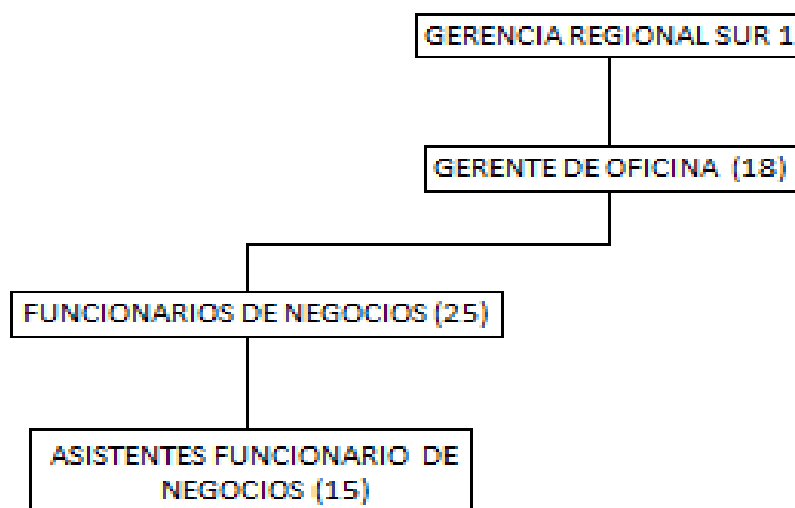 GERENCIA REGIONAL SUR 1
GERENTE DE OFICINA (18)
FUNCIONARIOS DE NEGOCIOS (25)
ASISTENTES FUNCIONARIO DE
NEGOCIOS (15)